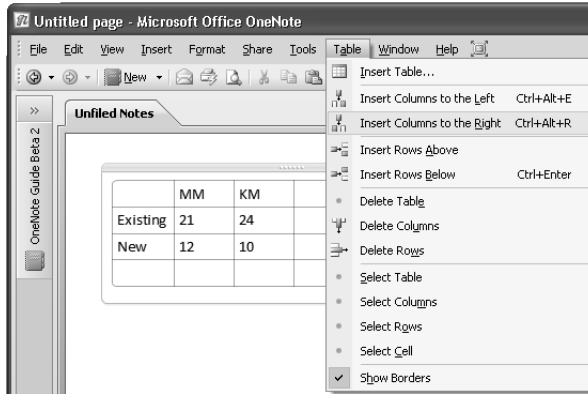 Untitled page - Microsoft Office OneNote
File Edit View Insert Format Share Tools Table Window Help
New
Unfiled Notes
OneNote Guide Beta 2
MM KM
Existing 21 24
New 12 10
Insert Table...
Insert Columns to the Left Ctrl+Alt+E
Insert Columns to the Right Ctrl+Alt+R
Insert Rows Above
Insert Rows Below Ctrl+Enter
Delete Table
Delete Columns
Delete Rows
Select Table
Select Columns
Select Rows
Select Cell
Show Borders